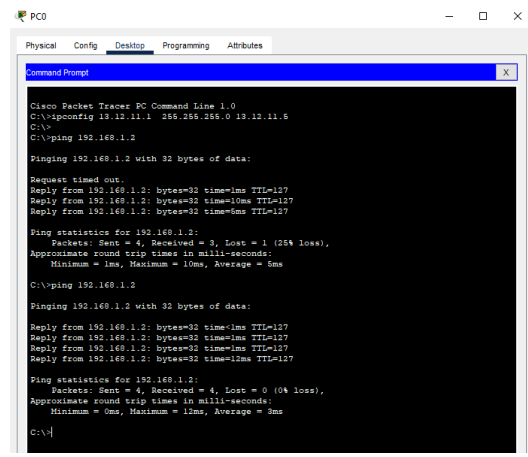 PC0
Physical Config Desktop Programming Attributes
Command Prompt
X
Cisco Packet Tracer PC Command Line 1.0
C:\>ipconfig 13.12.11.1 255.255.255.0 13.12.11.5
C:\>
C:\>ping 192.168.1.2
Pinging 192.168.1.2 with 32 bytes of data:
Request timed out.
Reply from 192.168.1.2: bytes=32 time=1ms TTL=127
Reply from 192.168.1.2: bytes=32 time=10ms TTL=127
Reply from 192.168.1.2: bytes=32 time=5ms TTL=127
Ping statistics for 192.168.1.2:
Packets: Sent = 4, Received = 3, Lost = 1 (25% loss),
Approximate round trip times in milli-seconds:
Minimum = 1ms, Maximum = 10ms, Average = 5ms
C:\>ping 192.168.1.2
Pinging 192.168.1.2 with 32 bytes of data:
Reply from 192.168.1.2: bytes=32 time<1ms TTL=127
Reply from 192.168.1.2: bytes=32 time=1ms TTL=127
Reply from 192.168.1.2: bytes=32 time=1ms TTL=127
Reply from 192.168.1.2: bytes=32 time=12ms TTL=127
Ping statistics for 192.168.1.2:
Packets: Sent = 4, Received = 4, Lost = 0 (0% loss),
Approximate round trip times in milli-seconds:
Minimum = 0ms, Maximum = 12ms, Average = 3ms
C:\>